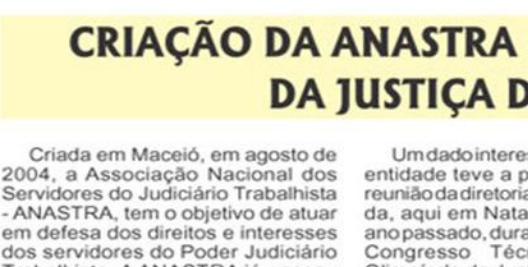 CRIAÇÃO DA ANASTRA
DA JUSTIÇA D
Criada em Maceió, em agosto de
2004, a Associação Nacional dos
Servidores do Judiciário Trabalhista
- ANASTRA, tem o objetivo de atuar
em defesa dos direitos e interesses
dos servidores do Poder Judiciário
Um dado interes
entidade teve a p
reunião da diretoria
da, aqui em Nata
ano passado, dura
Congresso Téc